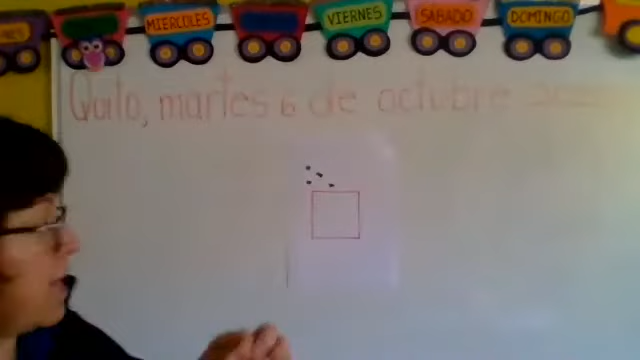 MIERCOLES
VIERNES
SABADO
DOMINGO
Quito, martes 6 de octubre